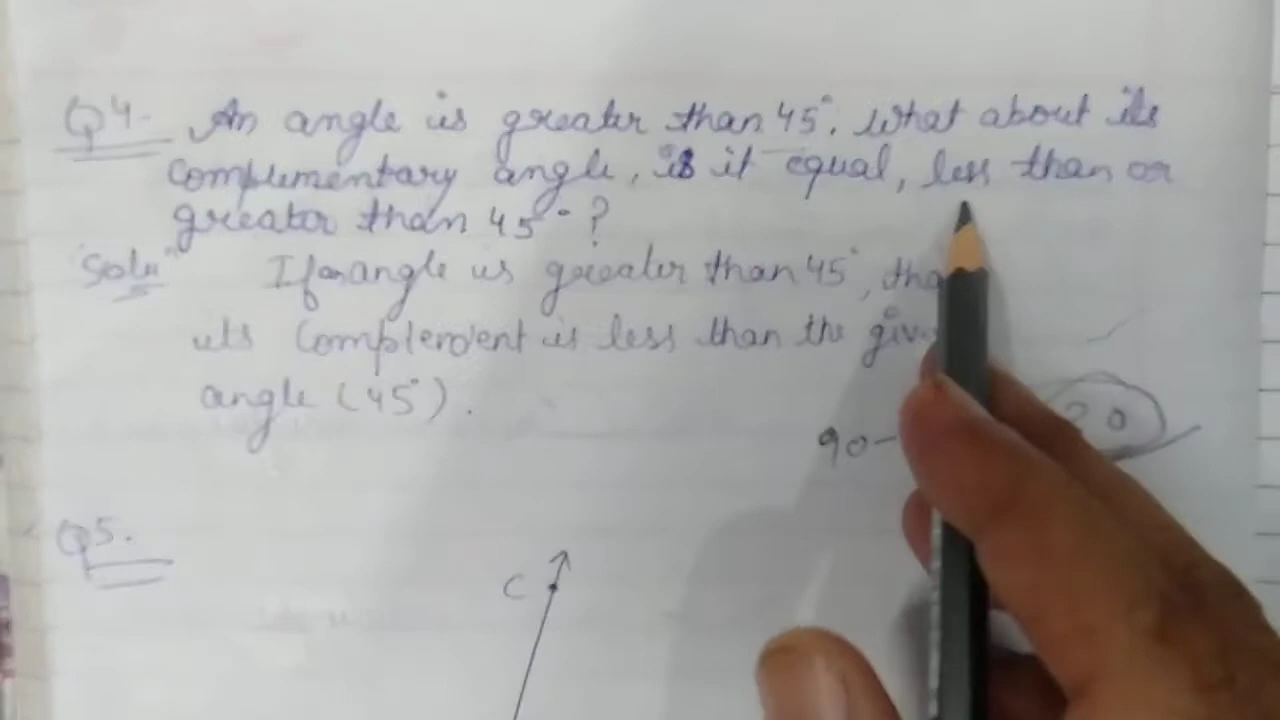 Q4. An angle is greater than 45°. What about its
complementary angle, is it equal, less than or
greater than 45°?
Soln If an angle is greater than 45°, tha
its Complement is less than the giv
angle (45°).
90-
20
Q5.
C